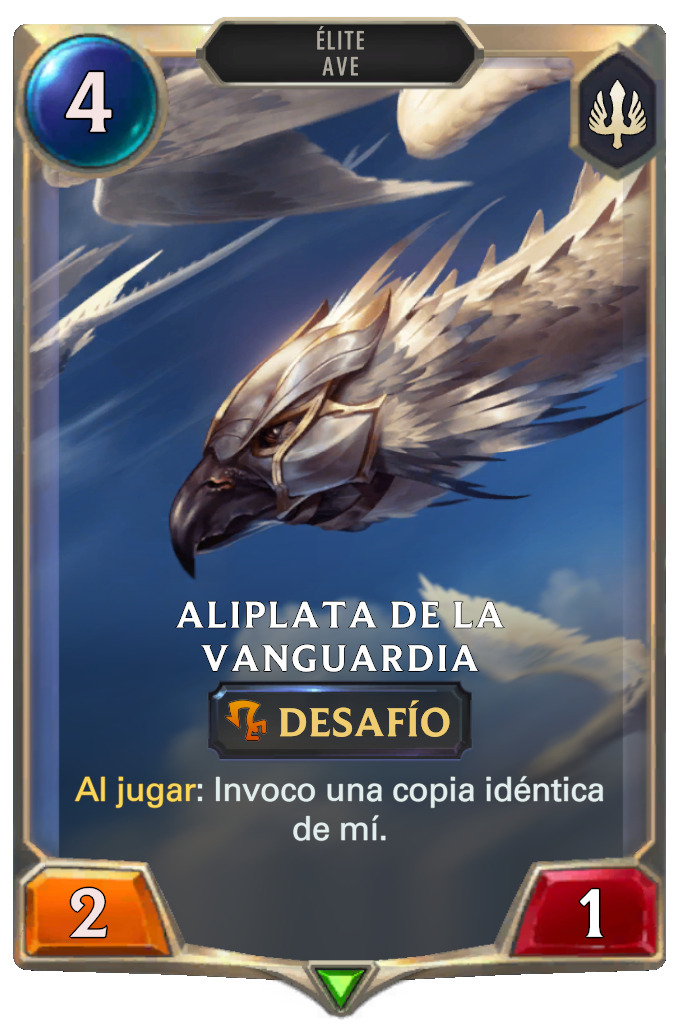 ÉLITE
AVE
4
ALIPLATA DE LA
VANGUARDIA
DESAFÍO
Al jugar: Invoco una copia idéntica
de mí.
2
1